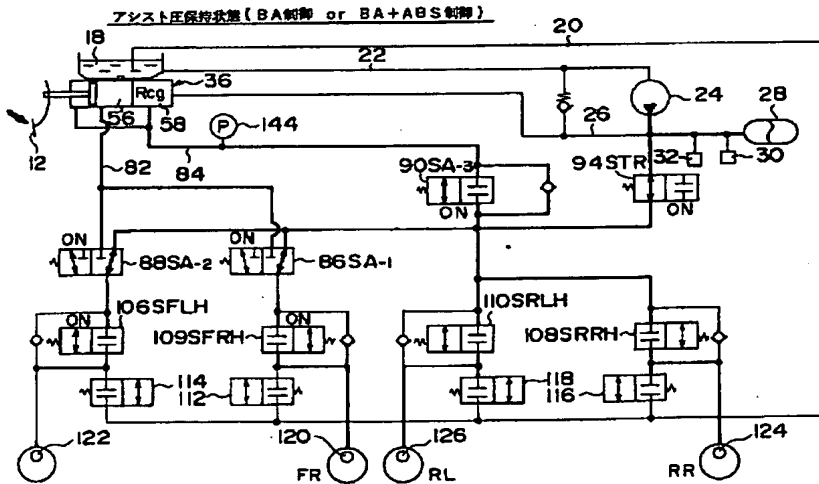 アシスト圧保持状態 ( BA制御 or BA+ABS制御 )
18
20
22
36
Rcg
56
58
24
28
26
P
144
12
32
30
82
84
90SA-3
94STR
ON
ON
ON
ON
88SA-2
86SA-1
106SFLH
110SRLH
ON
ON
109SFRH
108SRRH
114
112
118
116
122
120
126
124
FR
RL
RR